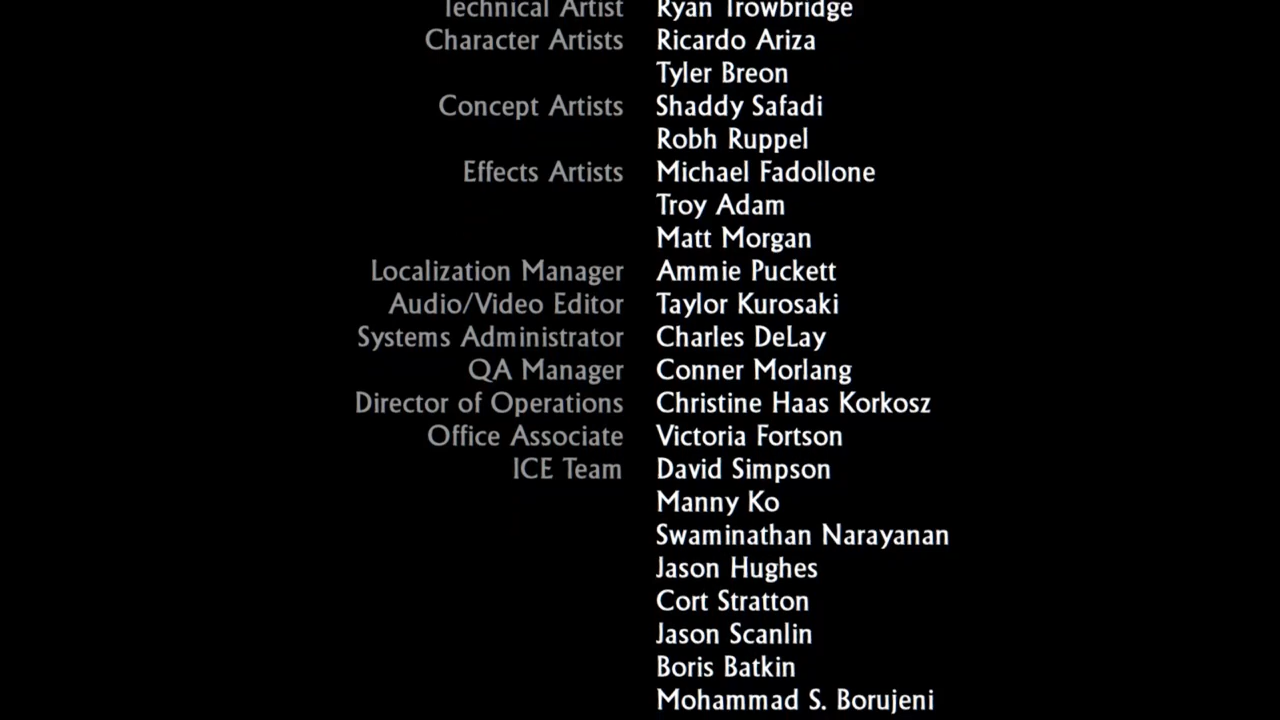 Technical Artist Ryan Trowbridge
Character Artists Ricardo Ariza
Tyler Breon
Concept Artists Shaddy Safadi
Robh Ruppel
Effects Artists Michael Fadollone
Troy Adam
Matt Morgan
Localization Manager Ammie Puckett
Audio/Video Editor Taylor Kurosaki
Systems Administrator Charles DeLay
QA Manager Conner Morlang
Director of Operations Christine Haas Korkosz
Office Associate Victoria Fortson
ICE Team David Simpson
Manny Ko
Swaminathan Narayanan
Jason Hughes
Cort Stratton
Jason Scanlin
Boris Batkin
Mohammad S. Borujeni